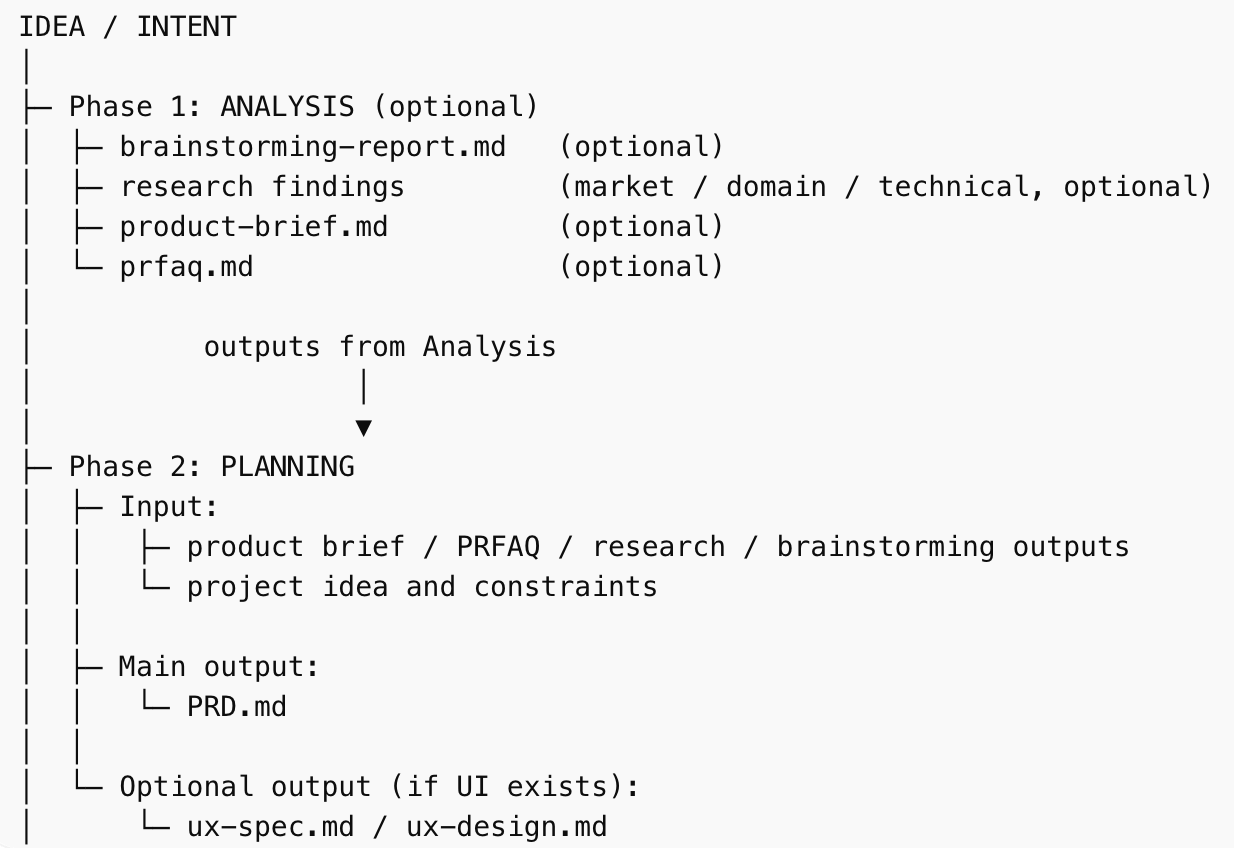 IDEA / INTENT
│
├─ Phase 1: ANALYSIS (optional)
│  ├─ brainstorming-report.md   (optional)
│  ├─ research findings         (market / domain / technical, optional)
│  ├─ product-brief.md          (optional)
│  └─ prfaq.md                  (optional)
│
│          outputs from Analysis
│                   │
│                   ▼
├─ Phase 2: PLANNING
│  ├─ Input:
│  │   ├─ product brief / PRFAQ / research / brainstorming outputs
│  │   └─ project idea and constraints
│  │
│  ├─ Main output:
│  │   └─ PRD.md
│  │
│  └─ Optional output (if UI exists):
│      └─ ux-spec.md / ux-design.md